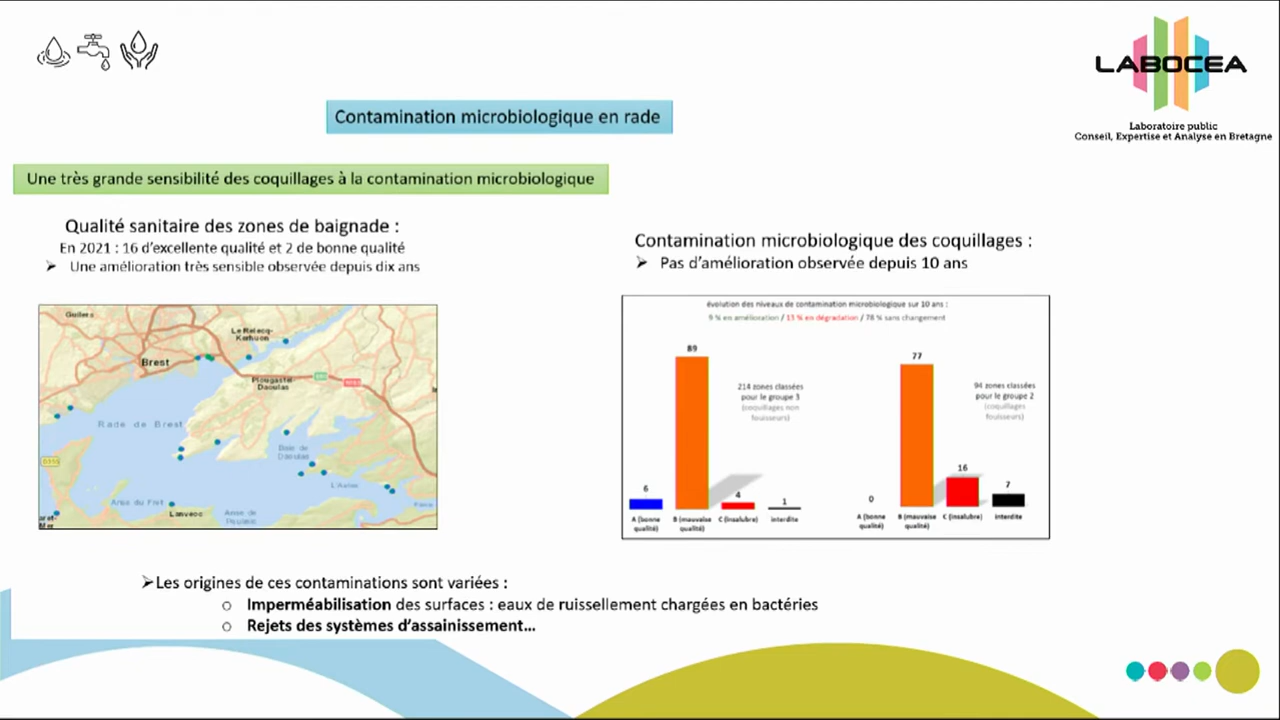 LABOCEA
Laboratoire public
Conseil, Expertise et Analyse en Bretagne
Contamination microbiologique en rade
Une très grande sensibilité des coquillages à la contamination microbiologique
Qualité sanitaire des zones de baignade :
En 2021 : 16 d'excellente qualité et 2 de bonne qualité
➢ Une amélioration très sensible observée depuis dix ans
Guilers
Le Relecq-
Kerhuon
Brest
Plougastel-
Daoulas
Rade de Brest
Baie de
Daoulas
L'Auriac
Anse du Fret
Lanvéoc
Anse de
Poulmic
Contamination microbiologique des coquillages :
➢ Pas d'amélioration observée depuis 10 ans
évolution des niveaux de contamination microbiologique sur 10 ans :
9 % en amélioration / 13 % en dégradation / 78 % sans changement
89
6
4
1
214 zones classées
pour le groupe 3
(coquillages non
fouisseurs)
A (bonne
qualité)
B (mauvaise
qualité)
C (insalubre)
interdite
77
0
16
7
94 zones classées
pour le groupe 2
(coquillages
fouisseurs)
A (bonne
qualité)
B (mauvaise
qualité)
C (insalubre)
interdite
➢Les origines de ces contaminations sont variées :
o Imperméabilisation des surfaces : eaux de ruissellement chargées en bactéries
o Rejets des systèmes d'assainissement...